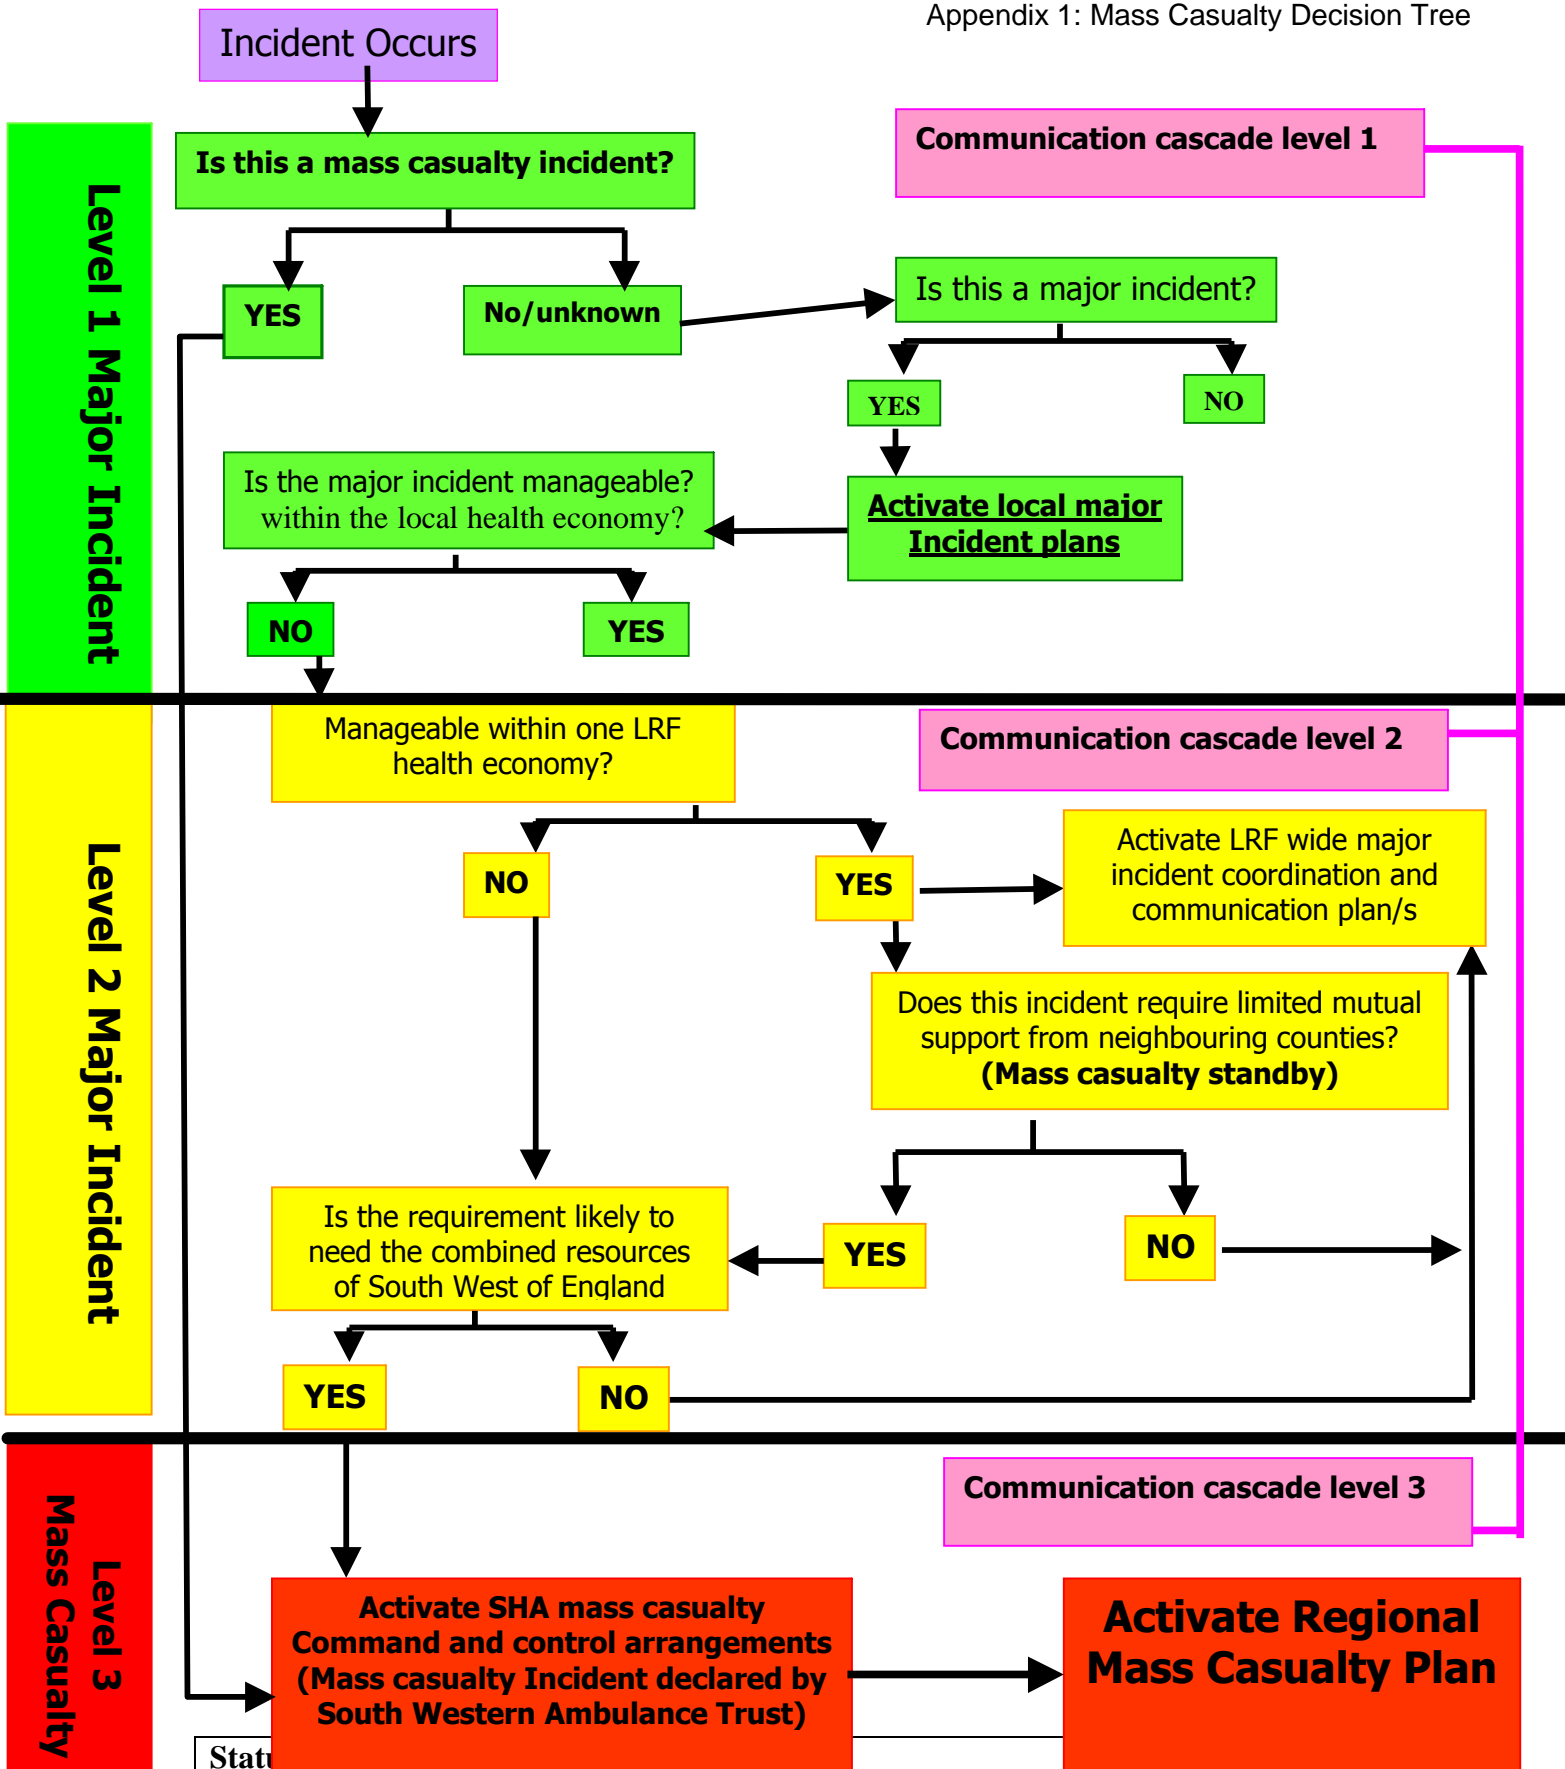 Appendix 1: Mass Casualty Decision Tree
Incident Occurs
Level 1 Major Incident
Is this a mass casualty incident?
Communication cascade level 1
YES
No/unknown
Is this a major incident?
YES
NO
Is the major incident manageable?
within the local health economy?
Activate local major
Incident plans
NO
YES
Level 2 Major Incident
Manageable within one LRF
health economy?
Communication cascade level 2
NO
YES
Activate LRF wide major
incident coordination and
communication plan/s
Does this incident require limited mutual
support from neighbouring counties?
(Mass casualty standby)
Is the requirement likely to
need the combined resources
of South West of England
YES
NO
YES
NO
Level 3
Mass Casualty
Communication cascade level 3
Activate SHA mass casualty
Command and control arrangements
(Mass casualty Incident declared by
South Western Ambulance Trust)
Activate Regional
Mass Casualty Plan